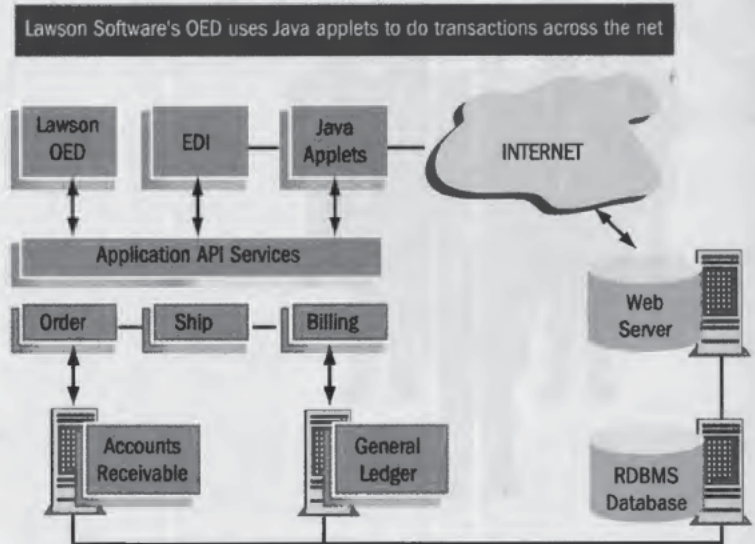 Lawson Software's OED uses Java applets to do transactions across the net
Lawson
OED
EDI
Java
Applets
INTERNET
Application API Services
Order
Ship
Billing
Web
Server
Accounts
Receivable
General
Ledger
RDBMS
Database